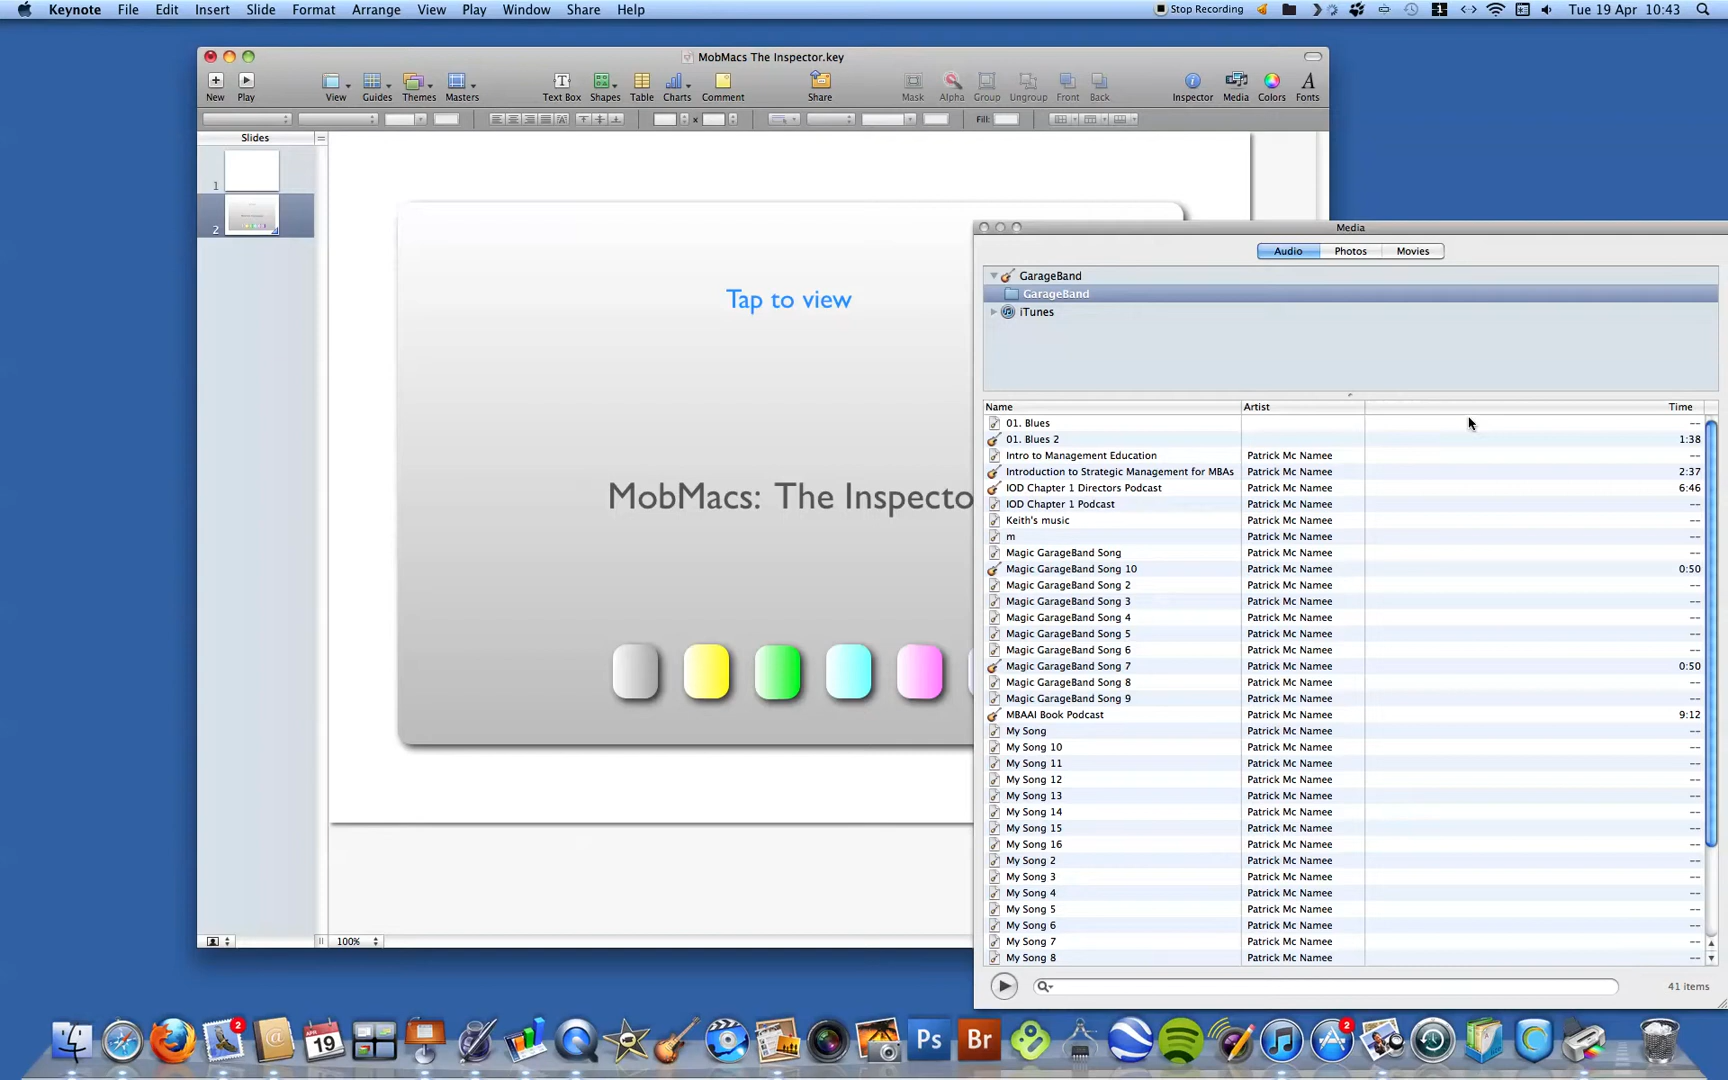 Keynote File Edit Insert Slide Format Arrange View Play Window Share Help Stop Recording 1 Tue 19 Apr 10:43
MobMacs The Inspector.key
New Play View Guides Themes Masters Text Box Shapes Table Charts Comment Share Mask Alpha Group Ungroup Front Back Inspector Media Colors Fonts
x Fill:
Slides
1
2
Tap to view
MobMacs: The Inspecto
100%
Media
Audio Photos Movies
GarageBand
GarageBand
iTunes
Name Artist Time
01. Blues --
01. Blues 2 1:38
Intro to Management Education Patrick Mc Namee --
Introduction to Strategic Management for MBAs Patrick Mc Namee 2:37
IOD Chapter 1 Directors Podcast Patrick Mc Namee 6:46
IOD Chapter 1 Podcast Patrick Mc Namee --
Keith's music Patrick Mc Namee --
m Patrick Mc Namee --
Magic GarageBand Song Patrick Mc Namee --
Magic GarageBand Song 10 Patrick Mc Namee 0:50
Magic GarageBand Song 2 Patrick Mc Namee --
Magic GarageBand Song 3 Patrick Mc Namee --
Magic GarageBand Song 4 Patrick Mc Namee --
Magic GarageBand Song 5 Patrick Mc Namee --
Magic GarageBand Song 6 Patrick Mc Namee --
Magic GarageBand Song 7 Patrick Mc Namee 0:50
Magic GarageBand Song 8 Patrick Mc Namee --
Magic GarageBand Song 9 Patrick Mc Namee --
MBAAI Book Podcast Patrick Mc Namee 9:12
My Song Patrick Mc Namee --
My Song 10 Patrick Mc Namee --
My Song 11 Patrick Mc Namee --
My Song 12 Patrick Mc Namee --
My Song 13 Patrick Mc Namee --
My Song 14 Patrick Mc Namee --
My Song 15 Patrick Mc Namee --
My Song 16 Patrick Mc Namee --
My Song 2 Patrick Mc Namee --
My Song 3 Patrick Mc Namee --
My Song 4 Patrick Mc Namee --
My Song 5 Patrick Mc Namee --
My Song 6 Patrick Mc Namee --
My Song 7 Patrick Mc Namee --
My Song 8 Patrick Mc Namee --
41 items
2 APR 19 Ps Br 2